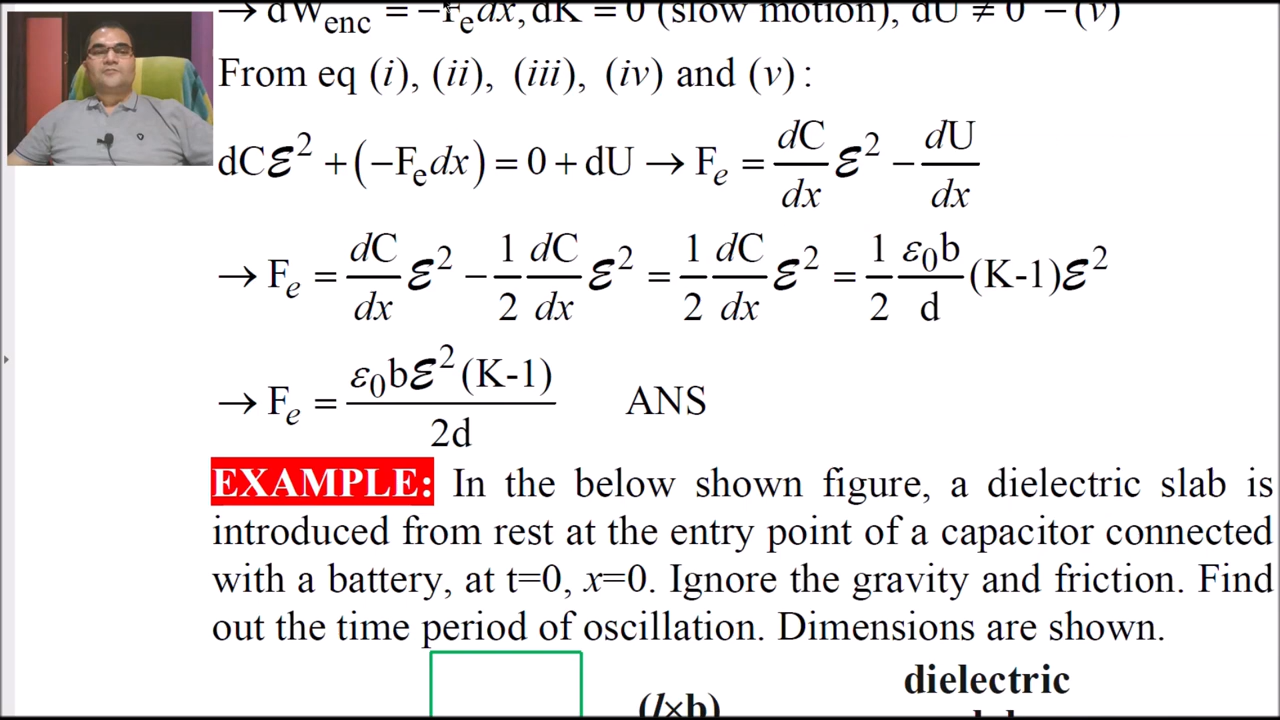 → dW_enc = −F_e dx, dK = 0 (slow motion), dU ≠ 0 −(v)
From eq (i), (ii), (iii), (iv) and (v) :
dCℰ² + (−F_e dx) = 0 + dU → F_e = dC/dx ℰ² − dU/dx
→ F_e = dC/dx ℰ² − 1/2 dC/dx ℰ² = 1/2 dC/dx ℰ² = 1/2 ε₀b/d (K-1)ℰ²
→ F_e = ε₀bℰ²(K-1)/2d ANS
EXAMPLE: In the below shown figure, a dielectric slab is
introduced from rest at the entry point of a capacitor connected
with a battery, at t=0, x=0. Ignore the gravity and friction. Find
out the time period of oscillation. Dimensions are shown.
dielectric
(l×b)